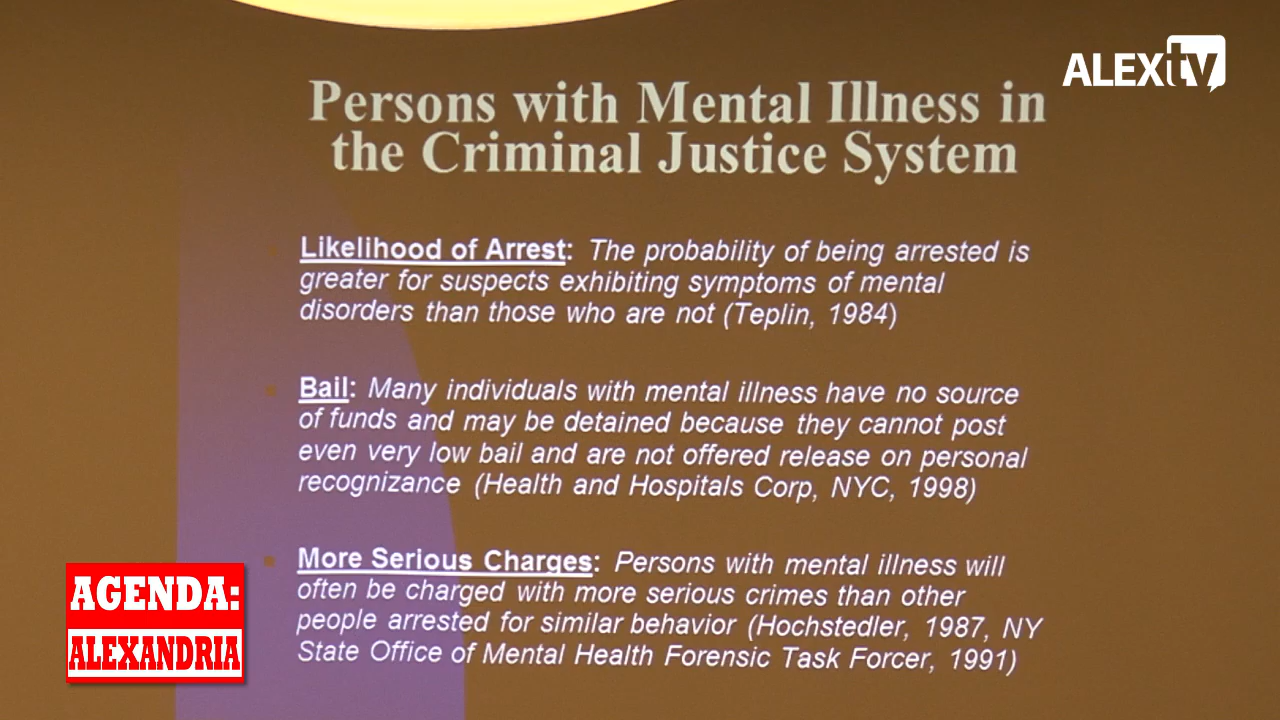 ALEXtv
Persons with Mental Illness in
the Criminal Justice System
Likelihood of Arrest: The probability of being arrested is
greater for suspects exhibiting symptoms of mental
disorders than those who are not (Teplin, 1984)
Bail: Many individuals with mental illness have no source
of funds and may be detained because they cannot post
even very low bail and are not offered release on personal
recognizance (Health and Hospitals Corp, NYC, 1998)
More Serious Charges: Persons with mental illness will
often be charged with more serious crimes than other
people arrested for similar behavior (Hochstedler, 1987, NY
State Office of Mental Health Forensic Task Forcer, 1991)
AGENDA:
ALEXANDRIA